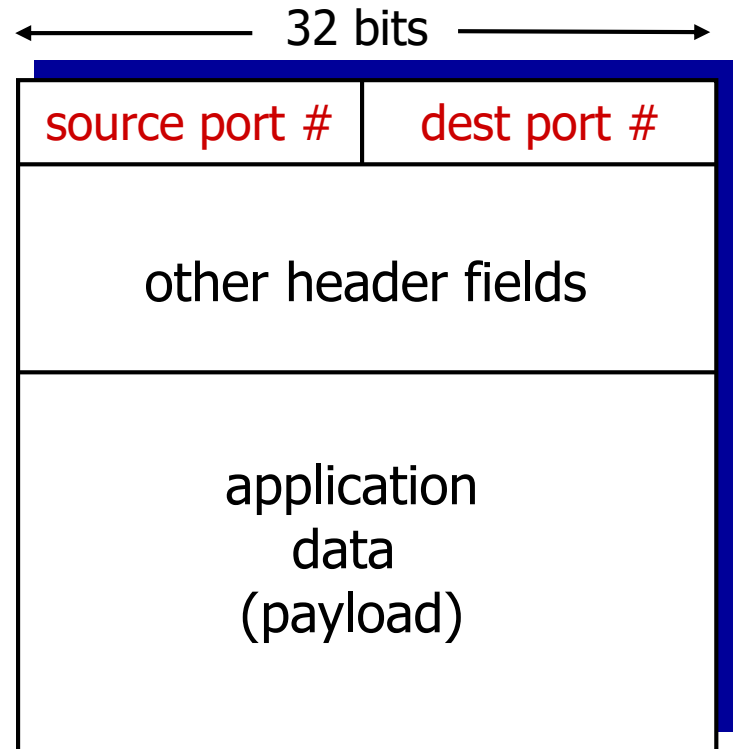 32 bits
source port # dest port #
other header fields
application
data
(payload)